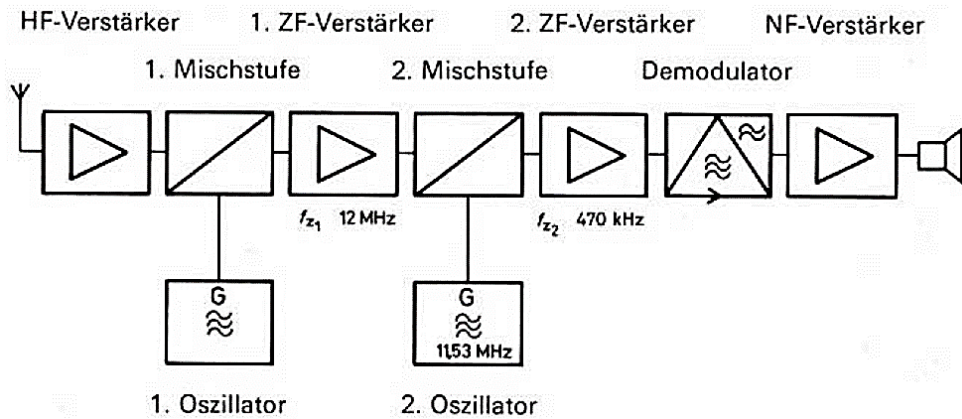 HF-Verstärker 1. ZF-Verstärker 2. ZF-Verstärker NF-Verstärker
1. Mischstufe 2. Mischstufe Demodulator
fz1 12 MHz fz2 470 kHz
G G
11,53 MHz
1. Oszillator 2. Oszillator